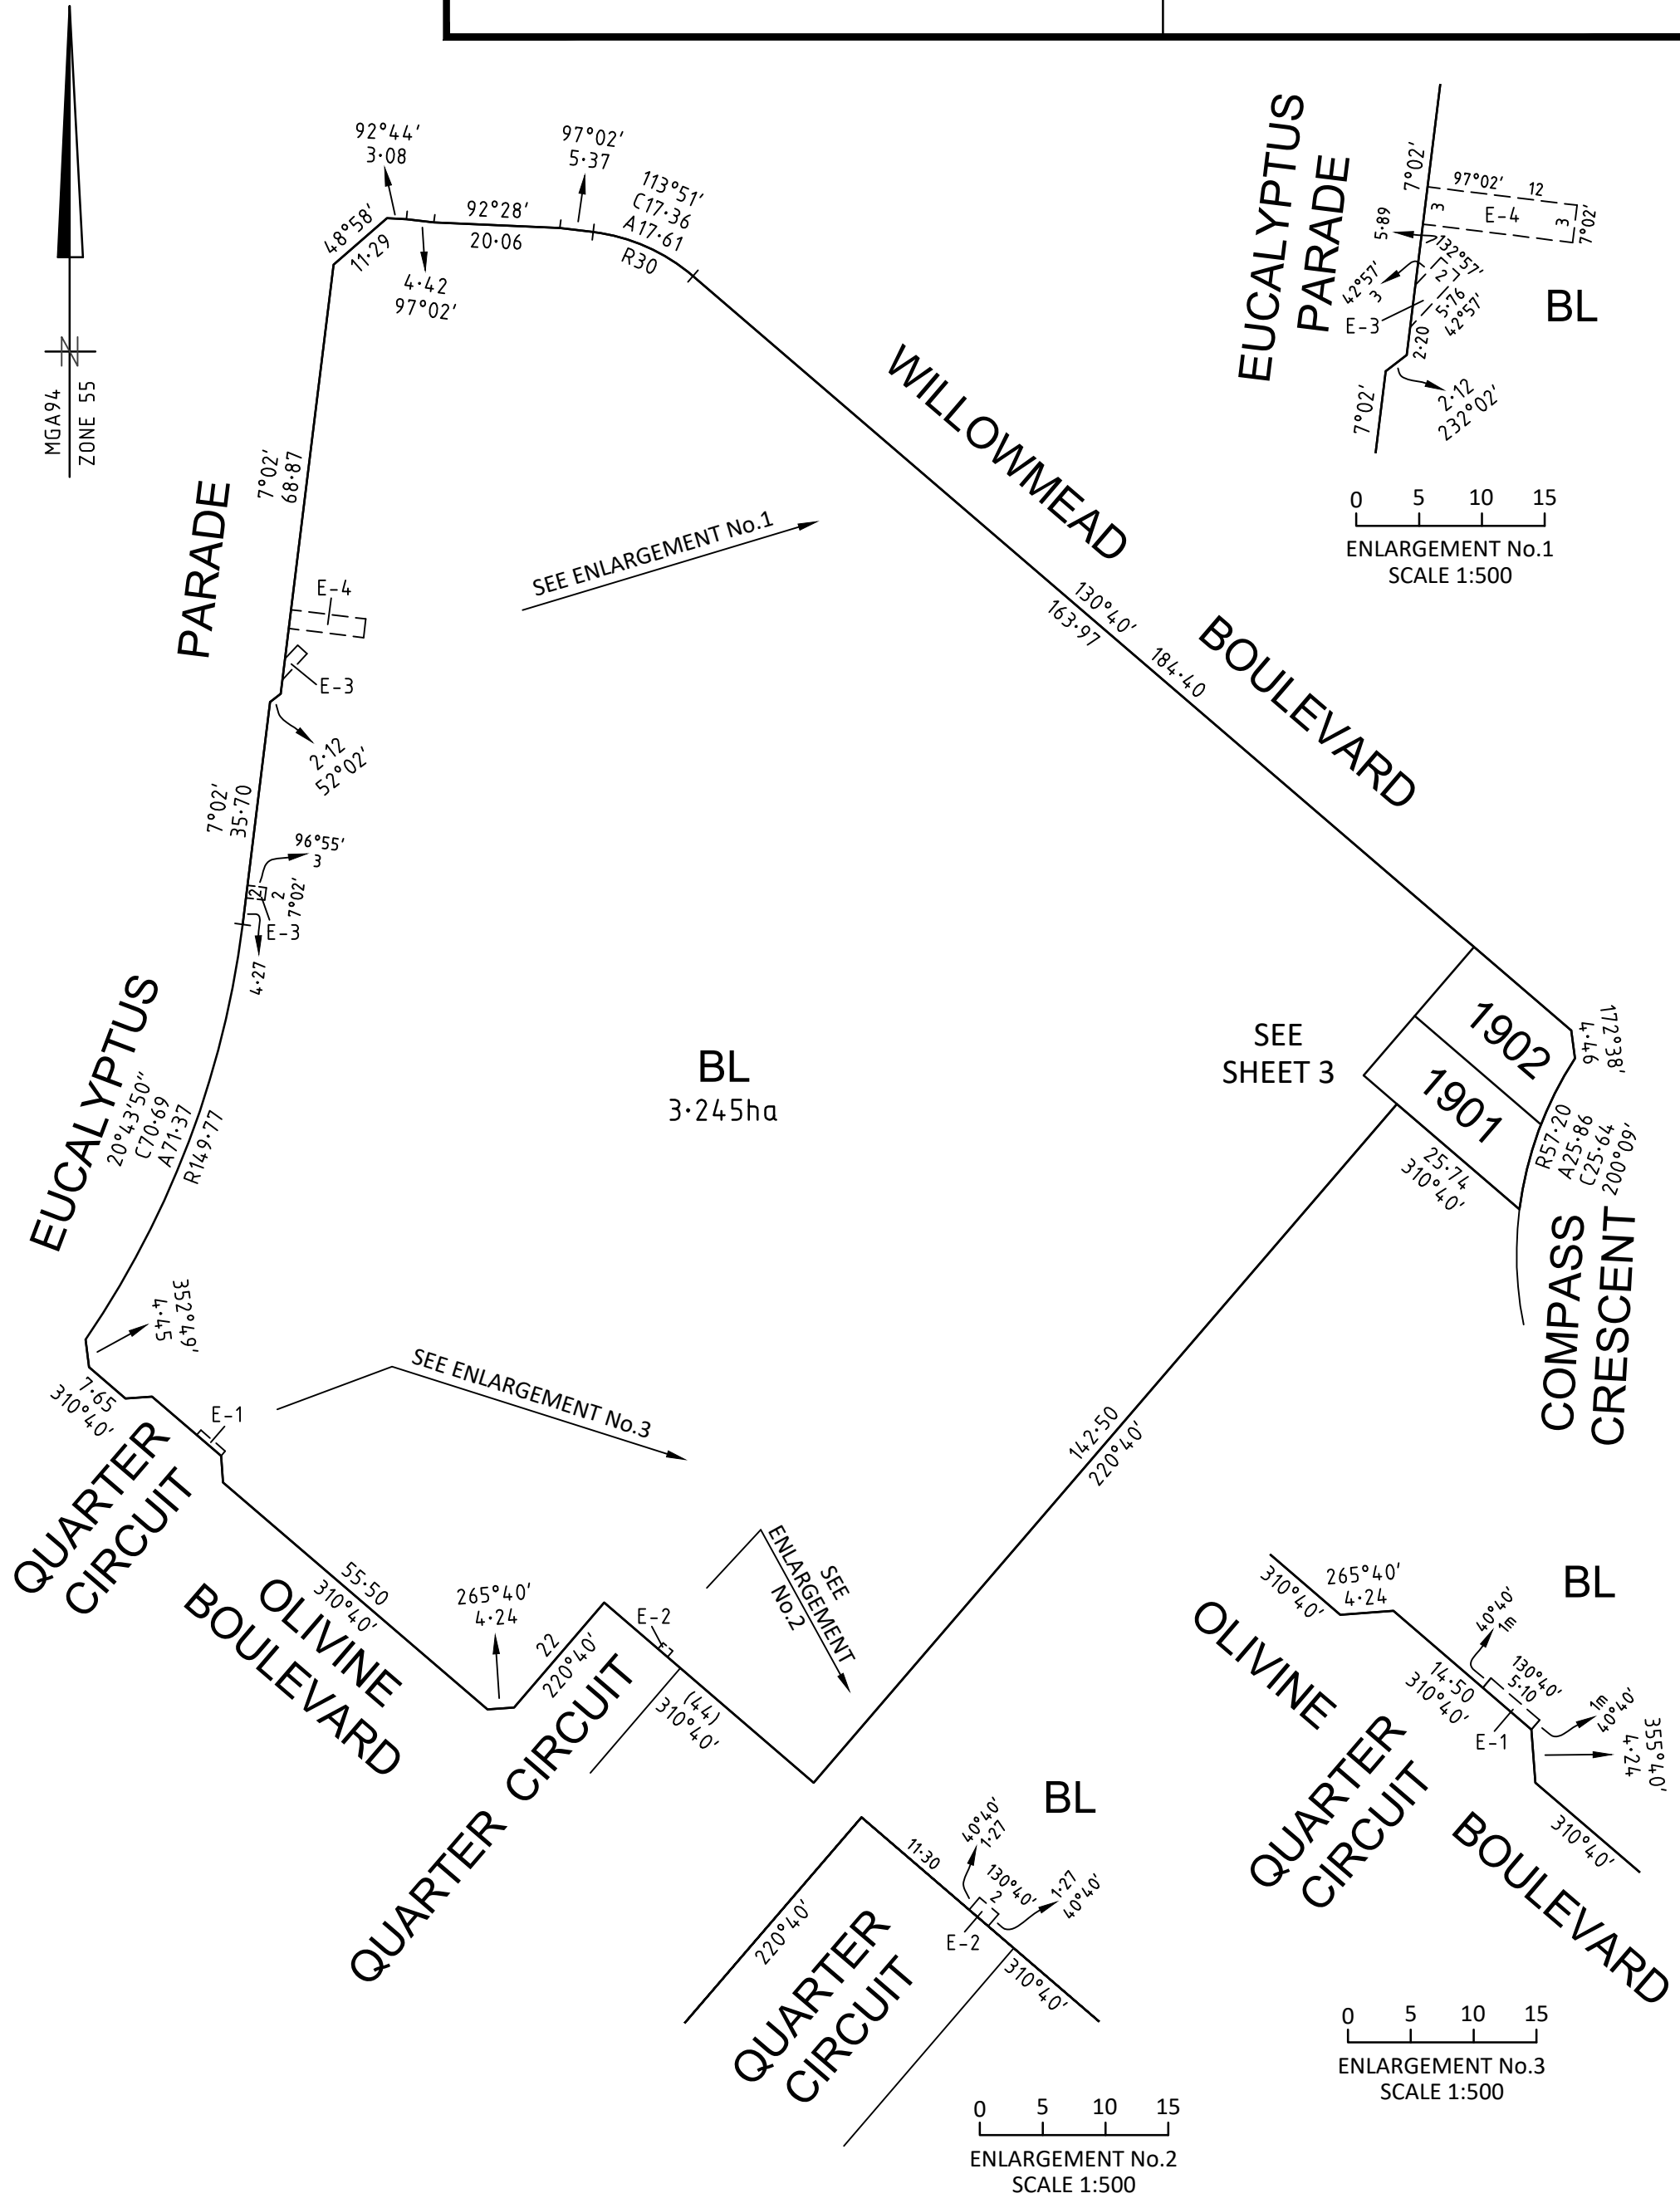 92°44'
3·08
97°02'
5·37
113°51'
C17·36
A17·61
R30
48°58'
11·29
92°28'
20·06
4·42
97°02'
MGA94
ZONE 55
N
7°02'
68·87
PARADE
SEE ENLARGEMENT No.1
WILLOWMEAD
BOULEVARD
130°40'
163·97
184·40
E-4
E-3
2·12
52°02'
7°02'
35·70
96°55'
3
2
2
7°02'
E-3
4·27
EUCALYPTUS
20°43'50"
C70·69
A71·37
R149·77
BL
3·245ha
SEE
SHEET 3
1902
1901
172°38'
4·46
R57·20
A25·86
C25·64
200°09'
25·74
310°40'
COMPASS
CRESCENT
352°49'
4·45
7·65
310°40'
E-1
SEE ENLARGEMENT No.3
QUARTER
CIRCUIT
55·50
310°40'
OLIVINE
BOULEVARD
265°40'
4·24
22
220°40'
E-2
(44)
310°40'
QUARTER CIRCUIT
SEE
ENLARGEMENT
No.2
142·50
220°40'
EUCALYPTUS
PARADE
7°02'
97°02'
12
3
E-4
3
7°02'
5·89
132°57'
2
42°57'
3
5·76
42°57'
E-3
2·20
2·12
232°02'
7°02'
BL
0 5 10 15
ENLARGEMENT No.1
SCALE 1:500
BL
11·30
40°40'
1·27
130°40'
2
1·27
40°40'
E-2
220°40'
310°40'
QUARTER
CIRCUIT
0 5 10 15
ENLARGEMENT No.2
SCALE 1:500
BL
310°40'
265°40'
4·24
40°40'
1m
130°40'
5·10
14·50
310°40'
1m
40°40'
E-1
355°40'
4·24
310°40'
OLIVINE
BOULEVARD
QUARTER
CIRCUIT
0 5 10 15
ENLARGEMENT No.3
SCALE 1:500